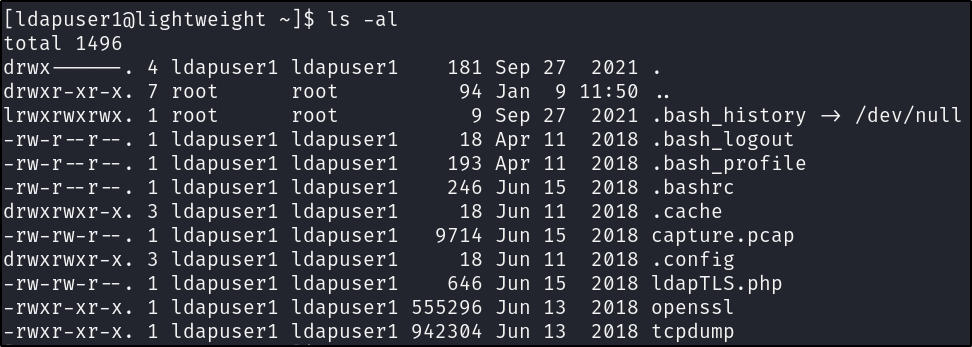 [ldapuser1@lightweight ~]$ ls -al
total 1496
drwx------. 4 ldapuser1 ldapuser1    181 Sep 27  2021 .
drwxr-xr-x. 7 root      root          94 Jan  9 11:50 ..
lrwxrwxrwx. 1 root      root           9 Sep 27  2021 .bash_history -> /dev/null
-rw-r--r--. 1 ldapuser1 ldapuser1     18 Apr 11  2018 .bash_logout
-rw-r--r--. 1 ldapuser1 ldapuser1    193 Apr 11  2018 .bash_profile
-rw-r--r--. 1 ldapuser1 ldapuser1    246 Jun 15  2018 .bashrc
drwxrwxr-x. 3 ldapuser1 ldapuser1     18 Jun 11  2018 .cache
-rw-rw-r--. 1 ldapuser1 ldapuser1   9714 Jun 15  2018 capture.pcap
drwxrwxr-x. 3 ldapuser1 ldapuser1     18 Jun 11  2018 .config
-rw-rw-r--. 1 ldapuser1 ldapuser1    646 Jun 15  2018 ldapTLS.php
-rwxr-xr-x. 1 ldapuser1 ldapuser1 555296 Jun 13  2018 openssl
-rwxr-xr-x. 1 ldapuser1 ldapuser1 942304 Jun 13  2018 tcpdump